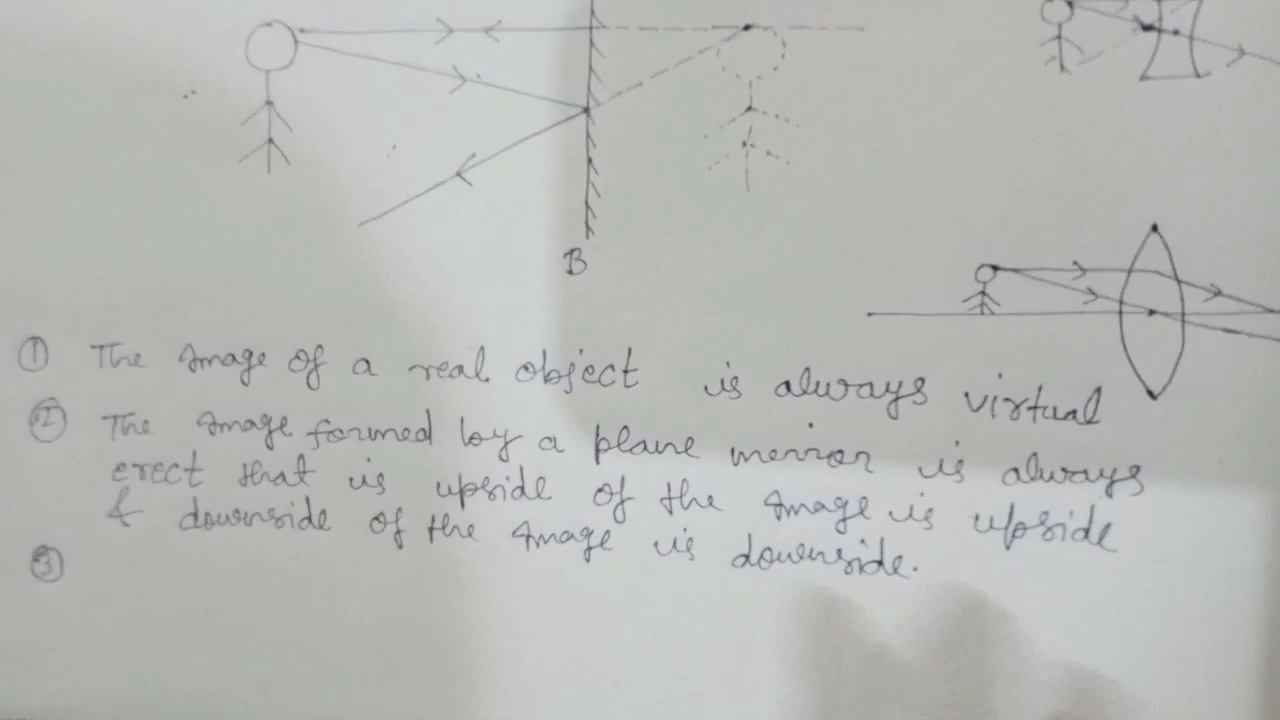 B
① The Image of a real object is always virtual
② The Image formed by a plane mirror is always
erect that is upside of the Image is upside
& downside of the Image is downside.
③